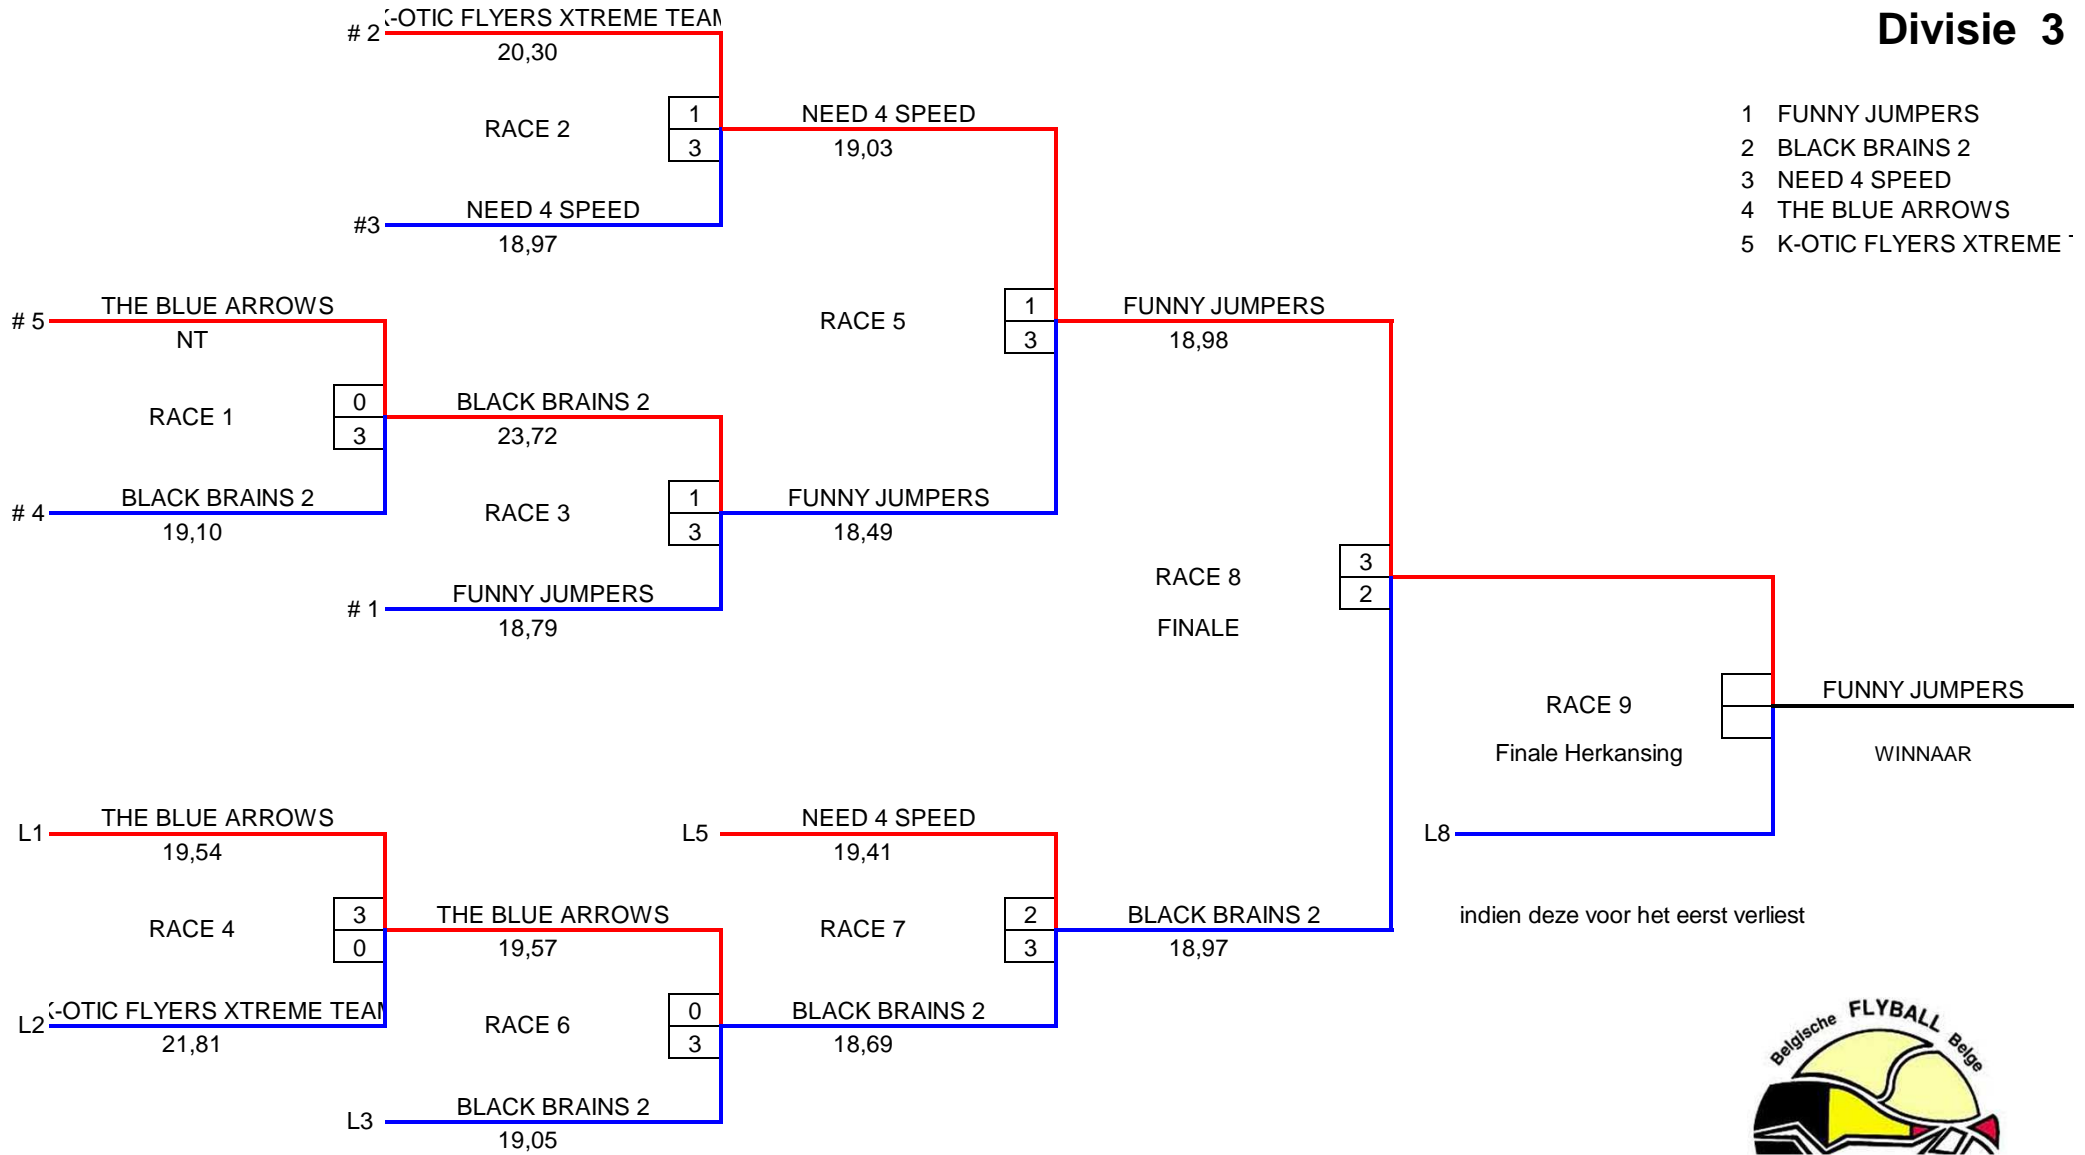 K-OTIC FLYERS XTREME TEAM
# 2
20,30
Divisie 3
RACE 2
1
3
NEED 4 SPEED
19,03
#3
NEED 4 SPEED
18,97
1 FUNNY JUMPERS
2 BLACK BRAINS 2
3 NEED 4 SPEED
4 THE BLUE ARROWS
5 K-OTIC FLYERS XTREME
# 5
THE BLUE ARROWS
NT
RACE 5
1
3
FUNNY JUMPERS
18,98
RACE 1
0
3
BLACK BRAINS 2
23,72
# 4
BLACK BRAINS 2
19,10
RACE 3
1
3
FUNNY JUMPERS
18,49
# 1
FUNNY JUMPERS
18,79
RACE 8
3
2
FINALE
RACE 9
FUNNY JUMPERS
Finale Herkansing
WINNAAR
L1
THE BLUE ARROWS
19,54
L5
NEED 4 SPEED
19,41
L8
RACE 4
3
0
THE BLUE ARROWS
19,57
RACE 7
2
3
BLACK BRAINS 2
18,97
indien deze voor het eerst verliest
L2
K-OTIC FLYERS XTREME TEAM
21,81
RACE 6
0
3
BLACK BRAINS 2
18,69
L3
BLACK BRAINS 2
19,05
Belgische FLYBALL Belge